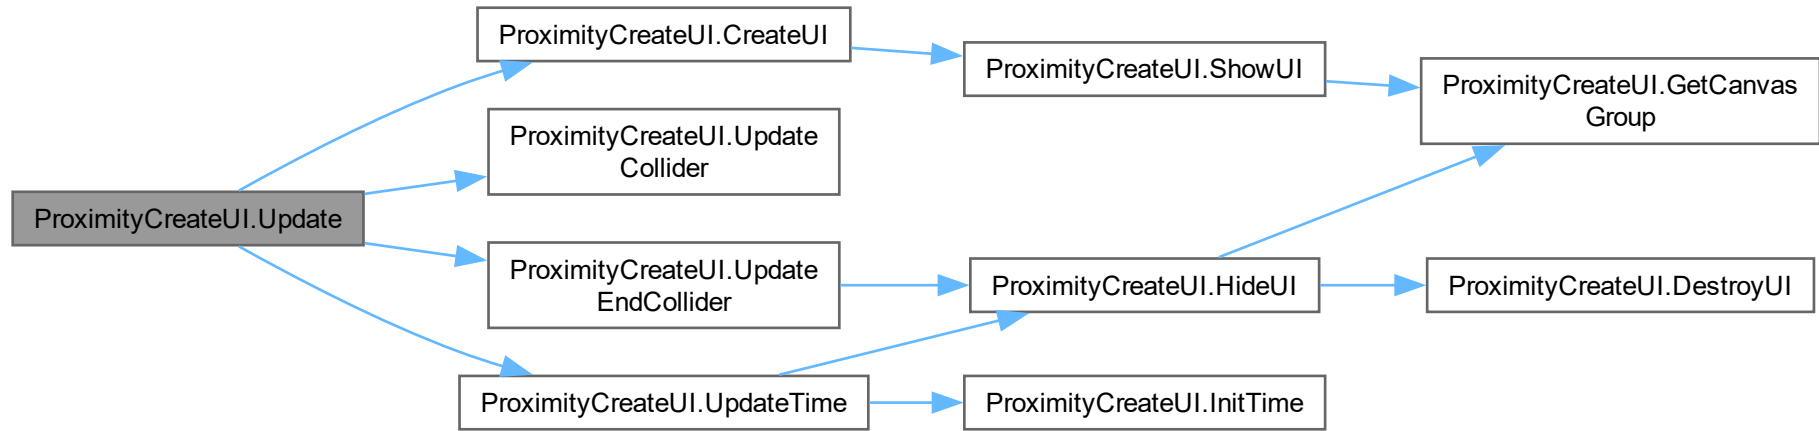 ProximityCreateUI.Update
ProximityCreateUI.CreateUI
ProximityCreateUI.Update
Collider
ProximityCreateUI.Update
EndCollider
ProximityCreateUI.UpdateTime
ProximityCreateUI.ShowUI
ProximityCreateUI.HideUI
ProximityCreateUI.InitTime
ProximityCreateUI.GetCanvas
Group
ProximityCreateUI.DestroyUI